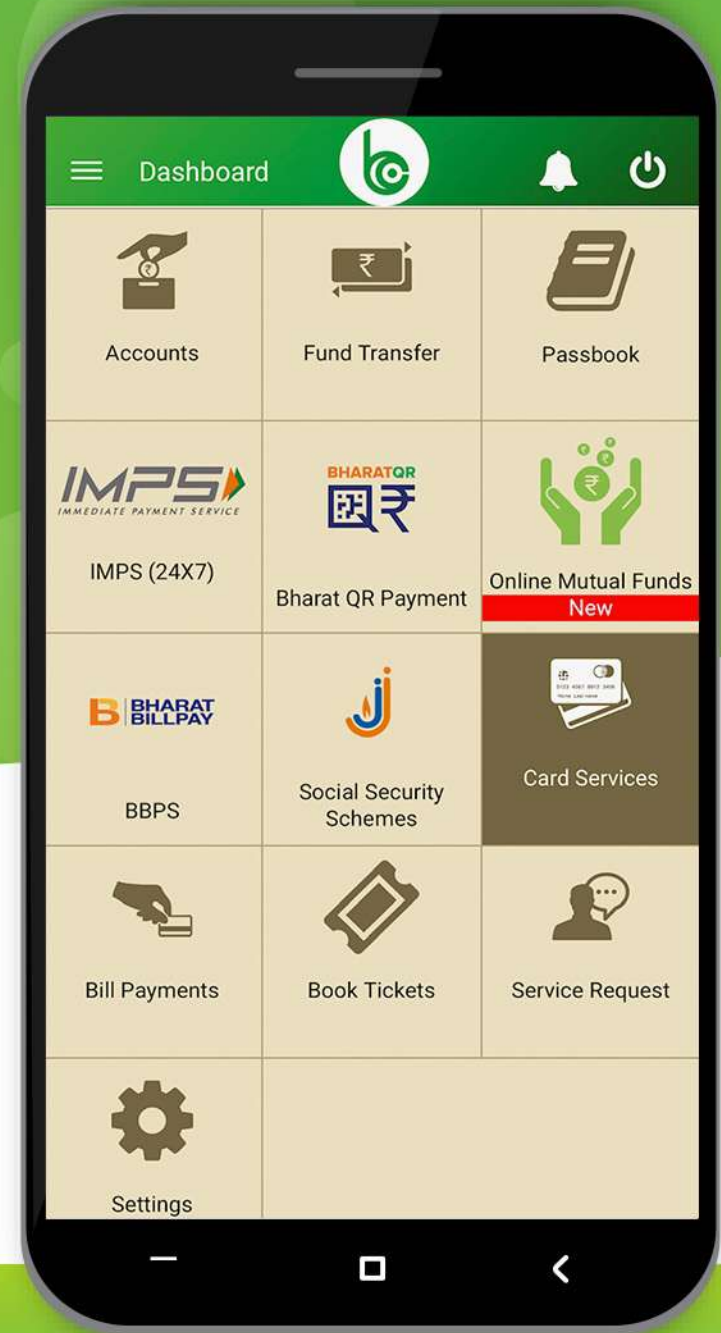 Dashboard
Accounts
Fund Transfer
Passbook
IMPS
IMMEDIATE PAYMENT SERVICE
IMPS (24X7)
BHARATQR
Bharat QR Payment
Online Mutual Funds
New
B BHARAT
BILLPAY
BBPS
Social Security
Schemes
Card Services
Bill Payments
Book Tickets
Service Request
Settings